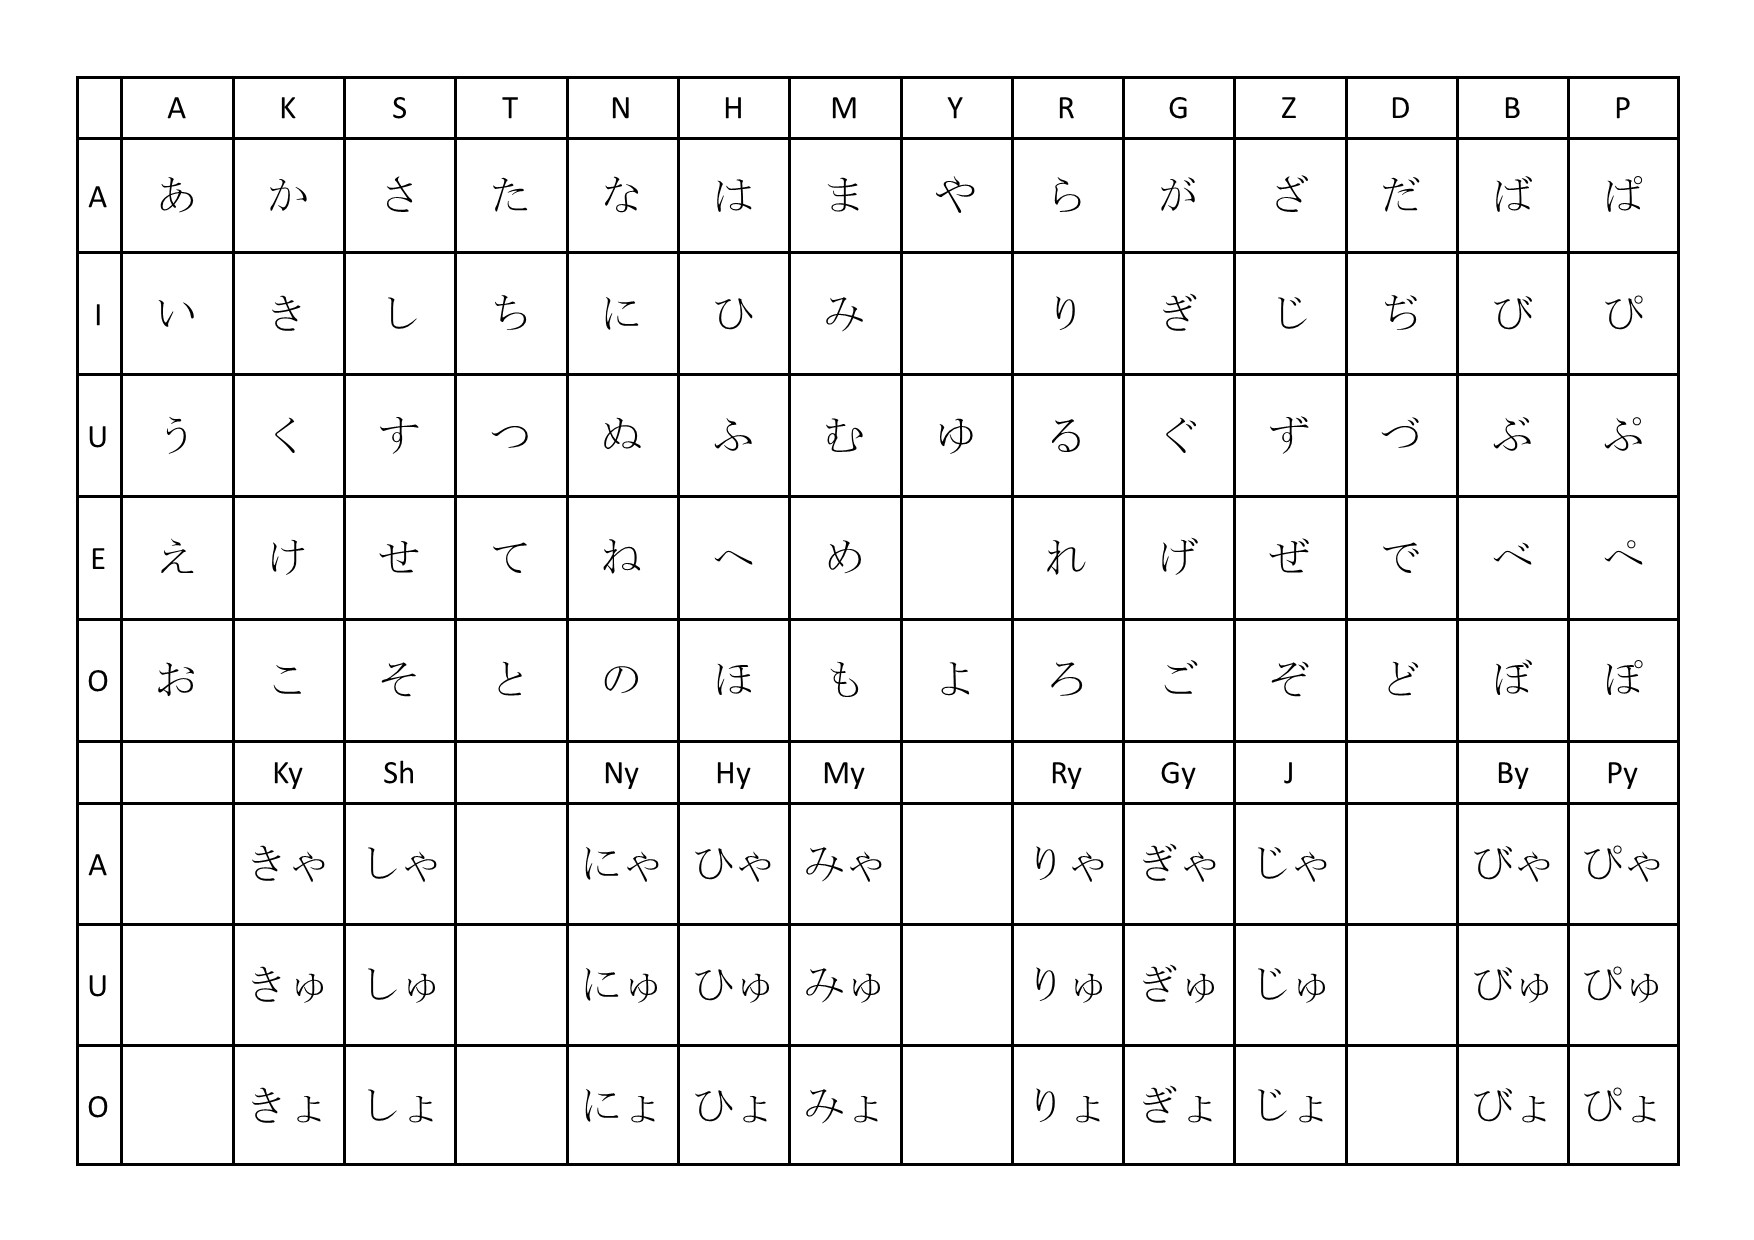 A K S T N H M Y R G Z D B P
A あ か さ た な は ま や ら が ざ だ ば ぱ
I い き し ち に ひ み り ぎ じ ぢ び ぴ
U う く す つ ぬ ふ む ゆ る ぐ ず づ ぶ ぷ
E え け せ て ね へ め れ げ ぜ で べ ぺ
O お こ そ と の ほ も よ ろ ご ぞ ど ぼ ぽ
Ky Sh Ny Hy My Ry Gy J By Py
A きゃ しゃ にゃ ひゃ みゃ りゃ ぎゃ じゃ びゃ ぴゃ
U きゅ しゅ にゅ ひゅ みゅ りゅ ぎゅ じゅ びゅ ぴゅ
O きょ しょ にょ ひょ みょ りょ ぎょ じょ びょ ぴょ